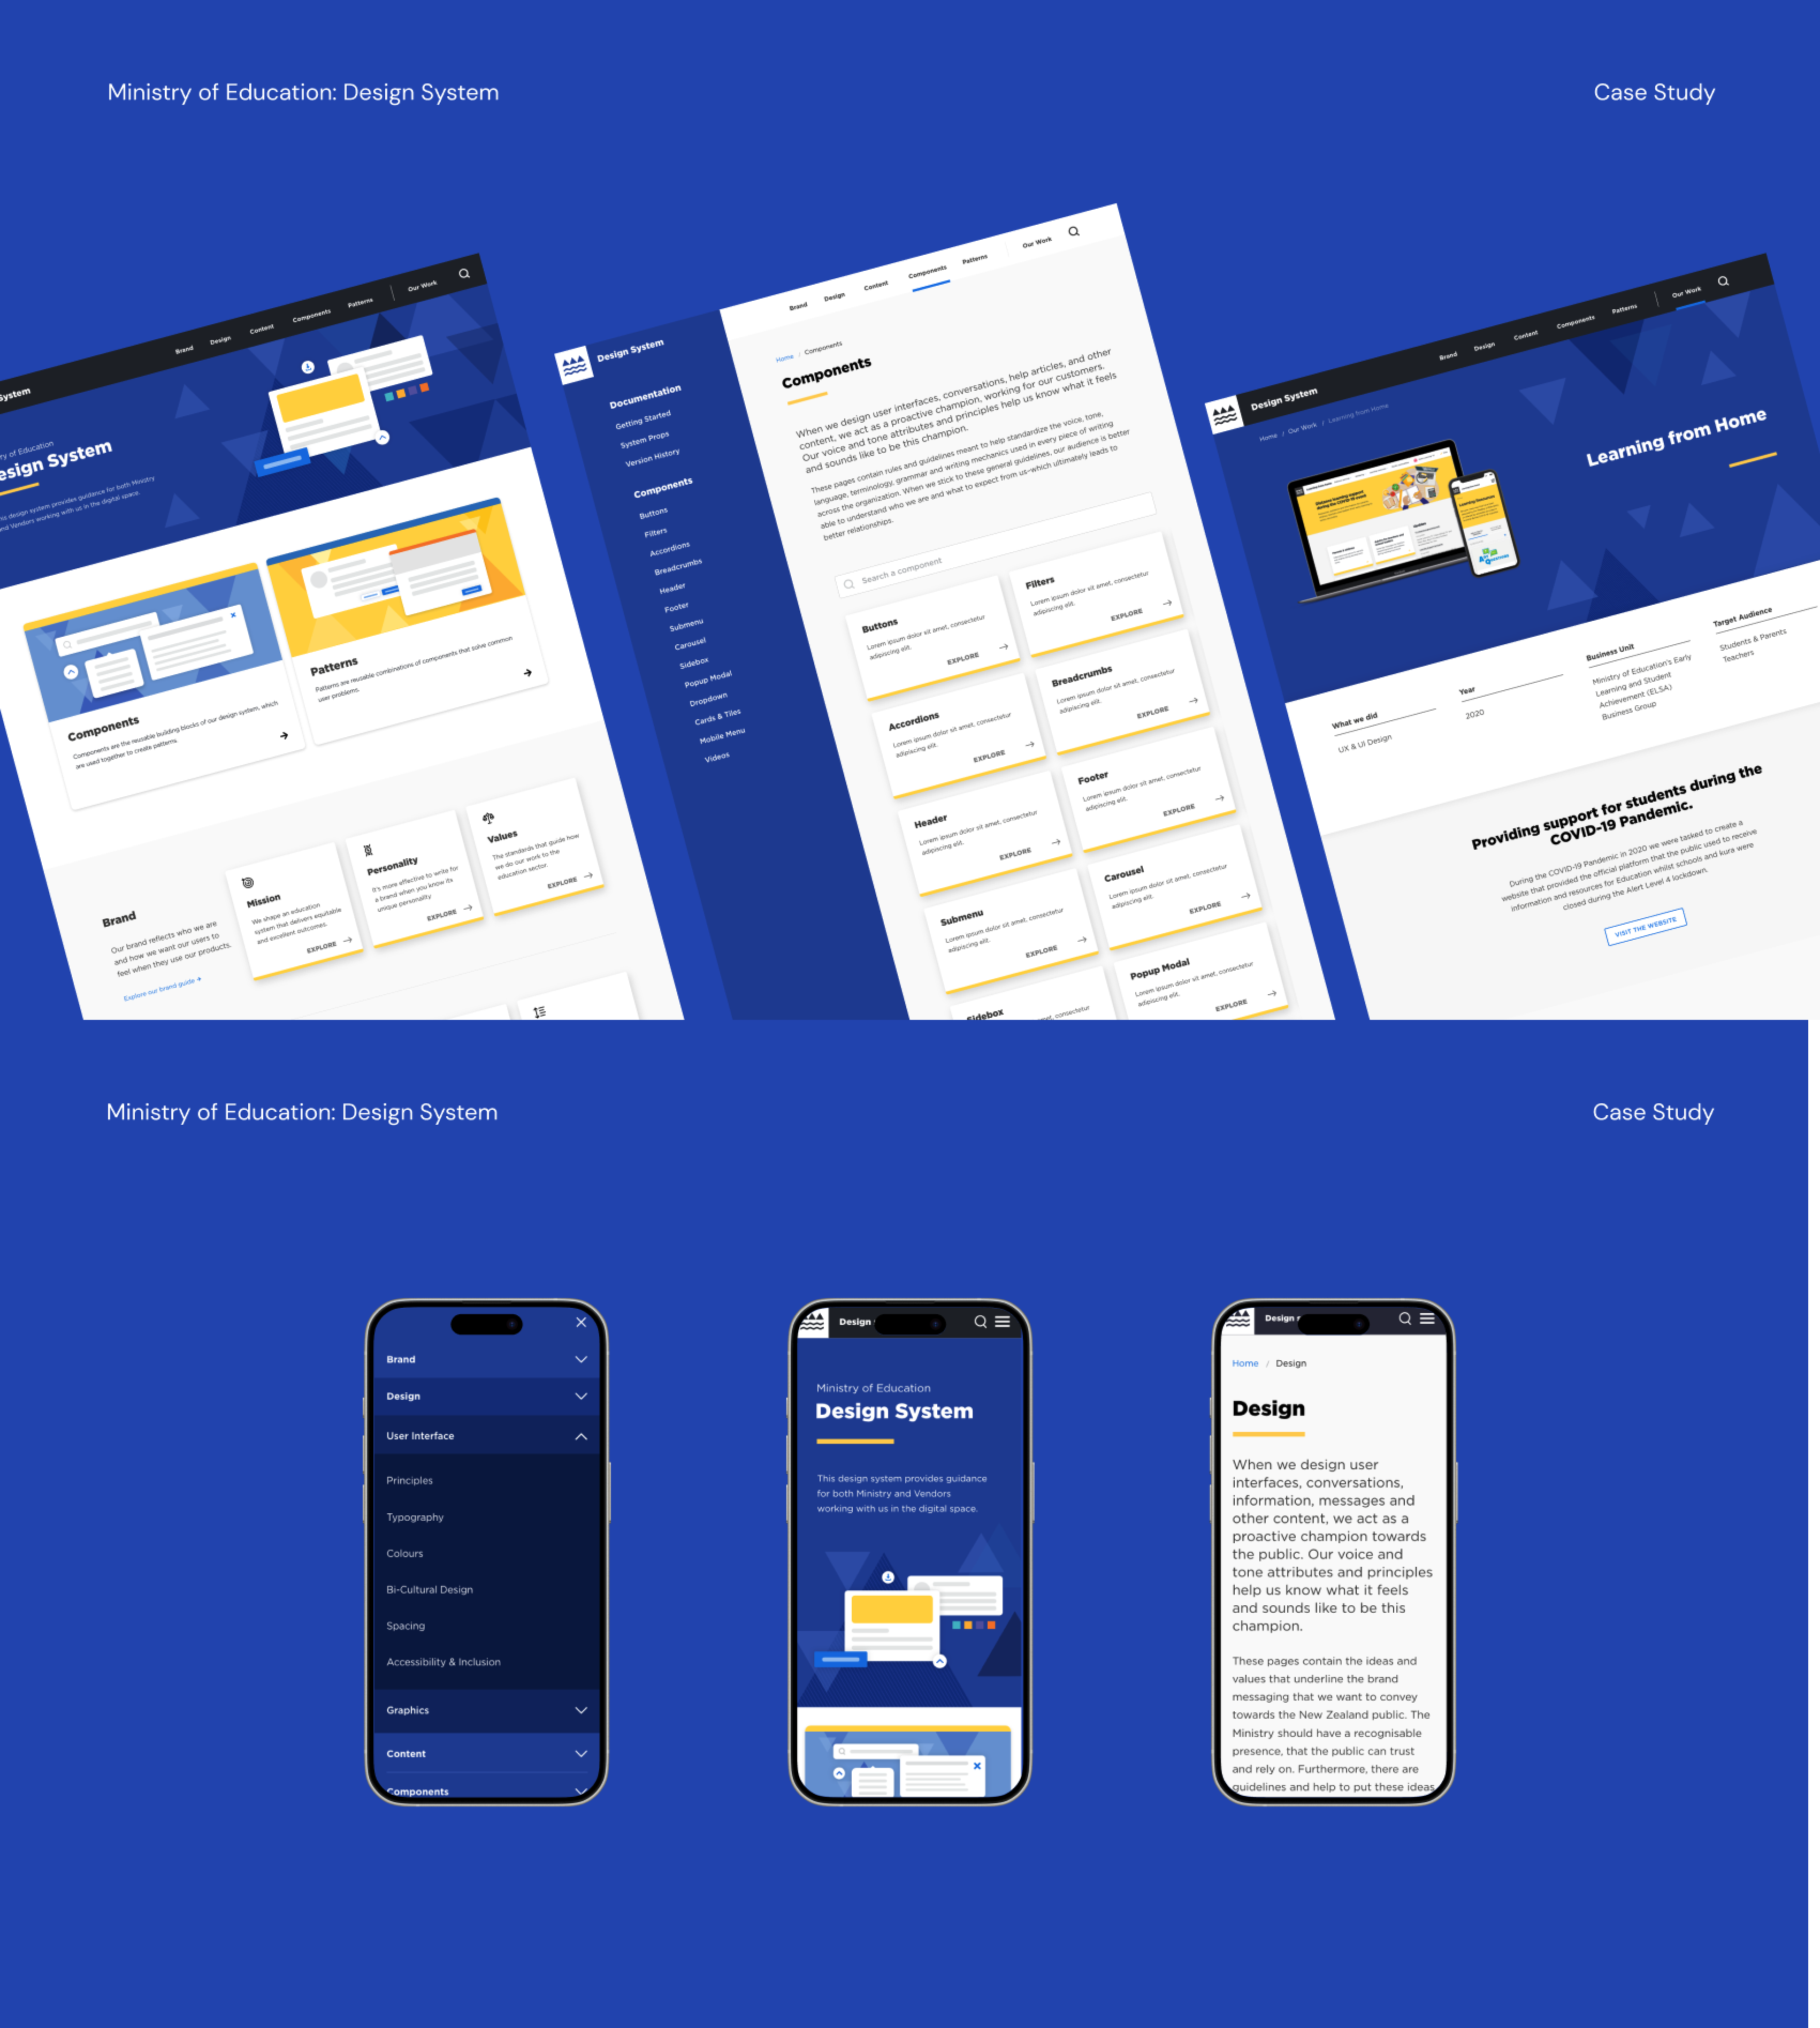 Ministry of Education: Design System
Case Study
System
Brand
Design
Content
Components
Patterns
Our Work
of Education
Design System
design system provides guidance for both Ministry
and Vendors working with us in the digital space.
Components
Components are the reusable building blocks of our design system, which
are used together to create patterns.
Patterns
Patterns are reusable combinations of components that solve common
user problems.
Brand
Our brand reflects who we are
and how we want our users to
feel when they use our products.
Explore our brand guide
Mission
We shape an education
system that delivers equitable
and excellent outcomes.
EXPLORE
Personality
It's more effective to write for
a brand when you know its
unique personality
EXPLORE
Values
The standards that guide how
we do our work to the
education sector.
EXPLORE
Design System
Documentation
Getting Started
System Props
Version History
Components
Buttons
Filters
Accordions
Breadcrumbs
Header
Footer
Submenu
Carousel
Sidebox
Popup Modal
Dropdown
Cards & Tiles
Mobile Menu
Videos
Brand
Design
Content
Components
Patterns
Our Work
Home / Components
Components
When we design user interfaces, conversations, help articles, and other
content, we act as a proactive champion, working for our customers.
Our voice and tone attributes and principles help us know what it feels
and sounds like to be this champion.
These pages contain rules and guidelines meant to help standardize the voice, tone,
language, terminology, grammar and writing mechanics used in every piece of writing
across the organization. When we stick to these general guidelines, our audience is better
able to understand who we are and what to expect from us-which ultimately leads to
better relationships.
Search a component
Buttons
Lorem ipsum dolor sit amet, consectetur
adipiscing elit.
EXPLORE
Filters
Lorem ipsum dolor sit amet, consectetur
adipiscing elit.
EXPLORE
Accordions
Lorem ipsum dolor sit amet, consectetur
adipiscing elit.
EXPLORE
Breadcrumbs
Lorem ipsum dolor sit amet, consectetur
adipiscing elit.
EXPLORE
Header
Lorem ipsum dolor sit amet, consectetur
adipiscing elit.
EXPLORE
Footer
Lorem ipsum dolor sit amet, consectetur
adipiscing elit.
EXPLORE
Submenu
Lorem ipsum dolor sit amet, consectetur
adipiscing elit.
EXPLORE
Carousel
Lorem ipsum dolor sit amet, consectetur
adipiscing elit.
EXPLORE
Sidebox
amet, consectetur
Popup Modal
Lorem ipsum dolor sit amet, consectetur
adipiscing elit.
EXPLORE
Design System
Brand
Design
Content
Components
Patterns
Our Work
Home / Our Work / Learning from Home
Learning from Home
Distance learning support
during the COVID-19 event
Learning Resources
What we did
UX & UI Design
Year
2020
Business Unit
Ministry of Education's Early
Learning and Student
Achievement (ELSA)
Business Group
Target Audience
Students & Parents
Teachers
Providing support for students during the
COVID-19 Pandemic.
During the COVID-19 Pandemic in 2020 we were tasked to create a
website that provided the official platform that the public used to receive
information and resources for Education whilst schools and kura were
closed during the Alert Level 4 lockdown.
VISIT THE WEBSITE
Ministry of Education: Design System
Case Study
Brand
Design
User Interface
Principles
Typography
Colours
Bi-Cultural Design
Spacing
Accessibility & Inclusion
Graphics
Content
Components
Design
Ministry of Education
Design System
This design system provides guidance
for both Ministry and Vendors
working with us in the digital space.
Design
Home / Design
Design
When we design user
interfaces, conversations,
information, messages and
other content, we act as a
proactive champion towards
the public. Our voice and
tone attributes and principles
help us know what it feels
and sounds like to be this
champion.
These pages contain the ideas and
values that underline the brand
messaging that we want to convey
towards the New Zealand public. The
Ministry should have a recognisable
presence, that the public can trust
and rely on. Furthermore, there are
guidelines and help to put these ideas